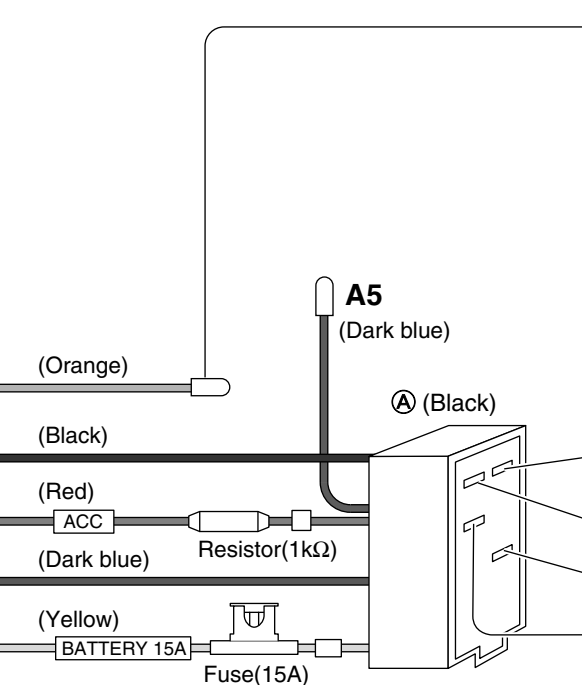 A5
(Dark blue)
(Orange)
Ⓐ (Black)
(Black)
(Red)
ACC
Resistor(1kΩ)
(Dark blue)
(Yellow)
BATTERY 15A
Fuse(15A)